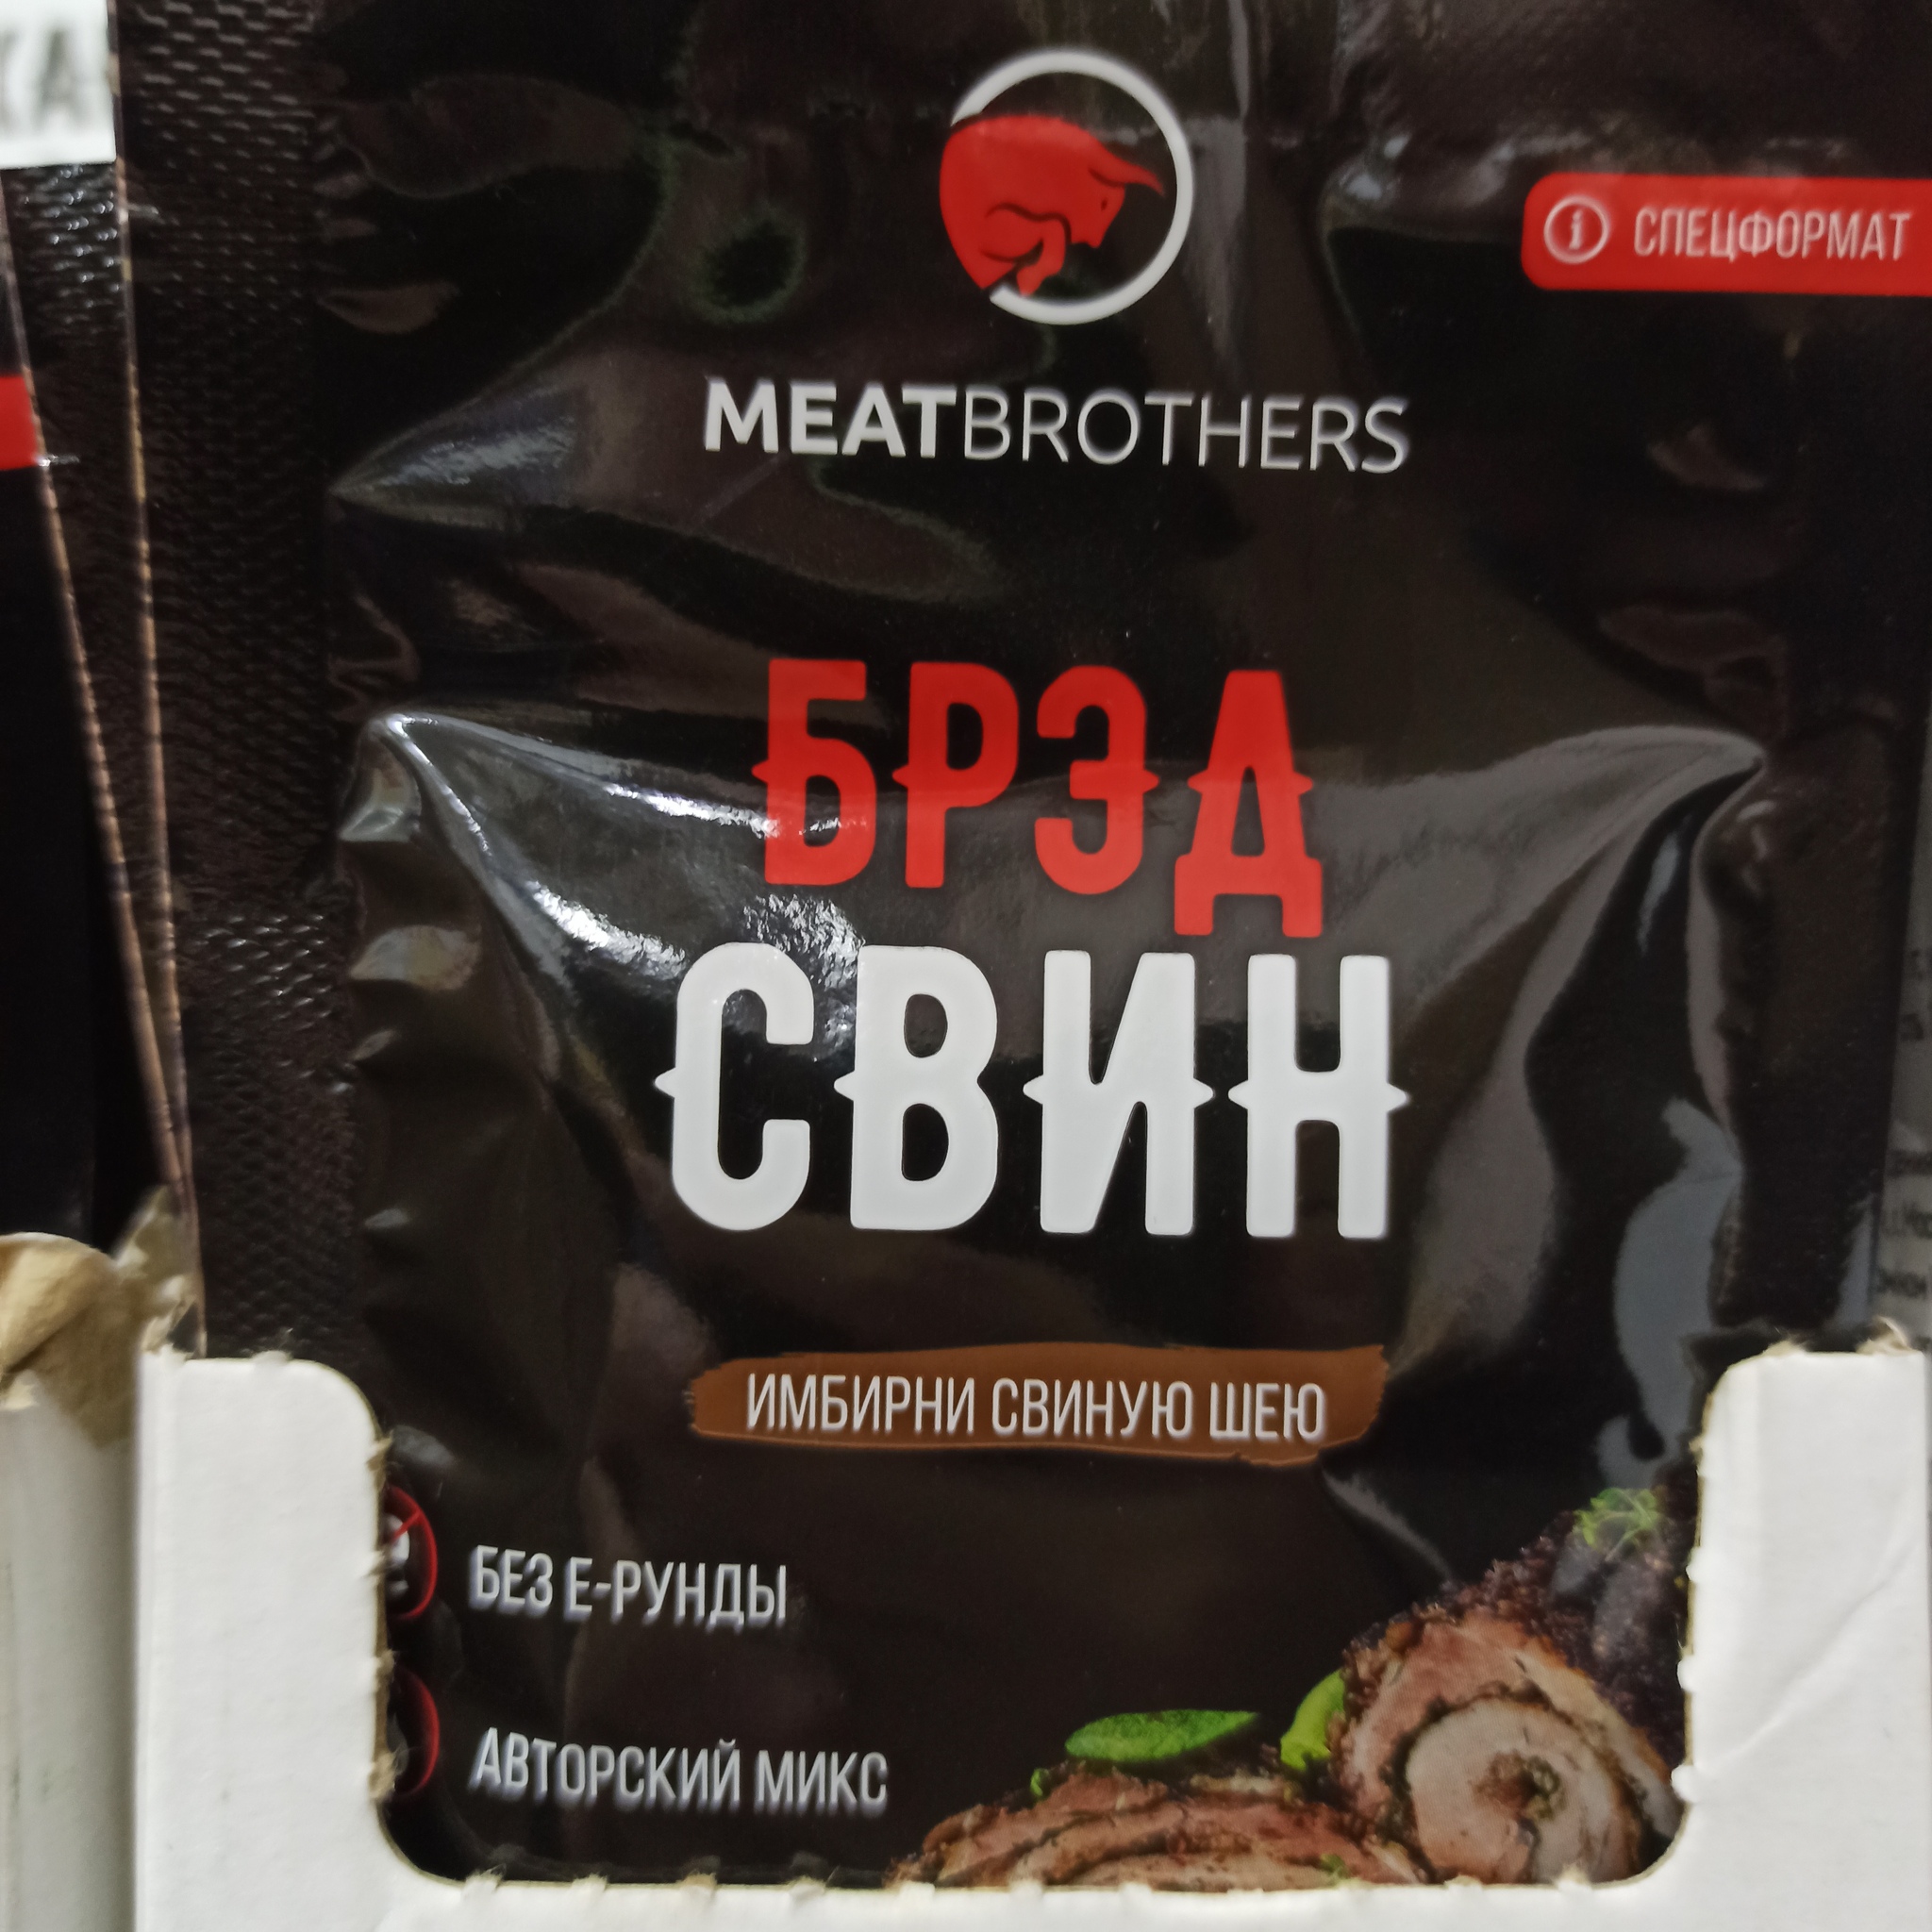 СПЕЦФОРМАТ
MEATBROTHERS
БРЭД
СВИН
ИМБИРНИ СВИНУЮ ШЕЮ
БЕЗ Е-РУНДЫ
АВТОРСКИЙ МИКС